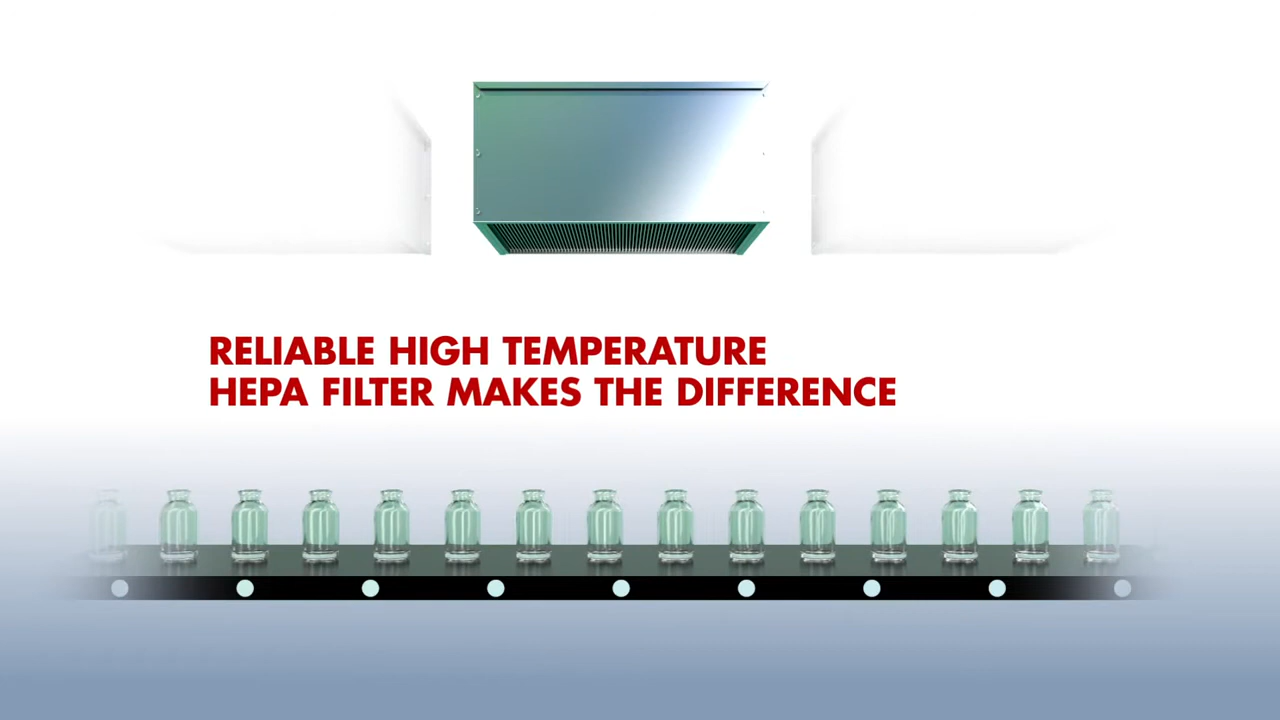 RELIABLE HIGH TEMPERATURE
HEPA FILTER MAKES THE DIFFERENCE